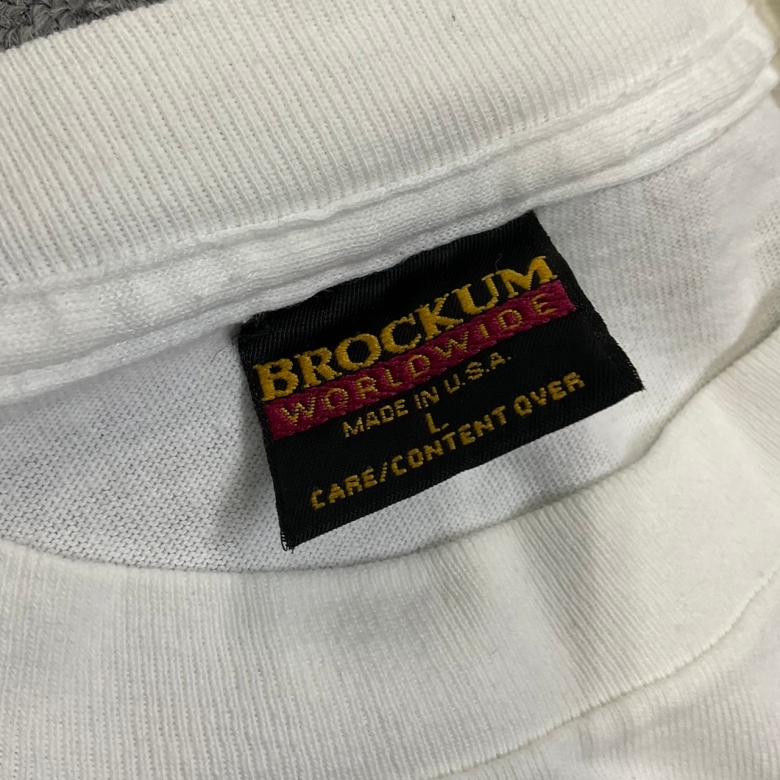 BROCKUM
WORLDWIDE
MADE IN U.S.A.
L
CARE/CONTENT OVER